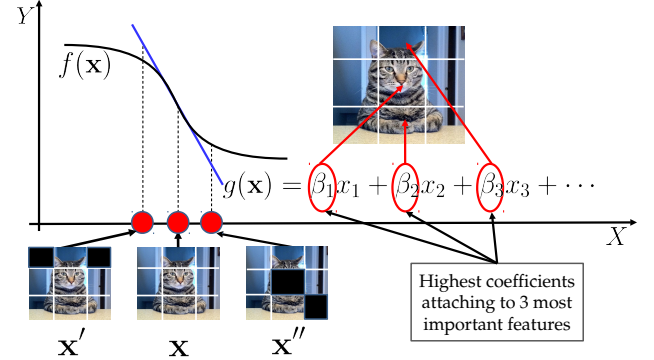 Y
f(x)
g(x) = β₁x₁ + β₂x₂ + β₃x₃ + ⋯
X
Highest coefficients
attaching to 3 most
important features
x′ x x″